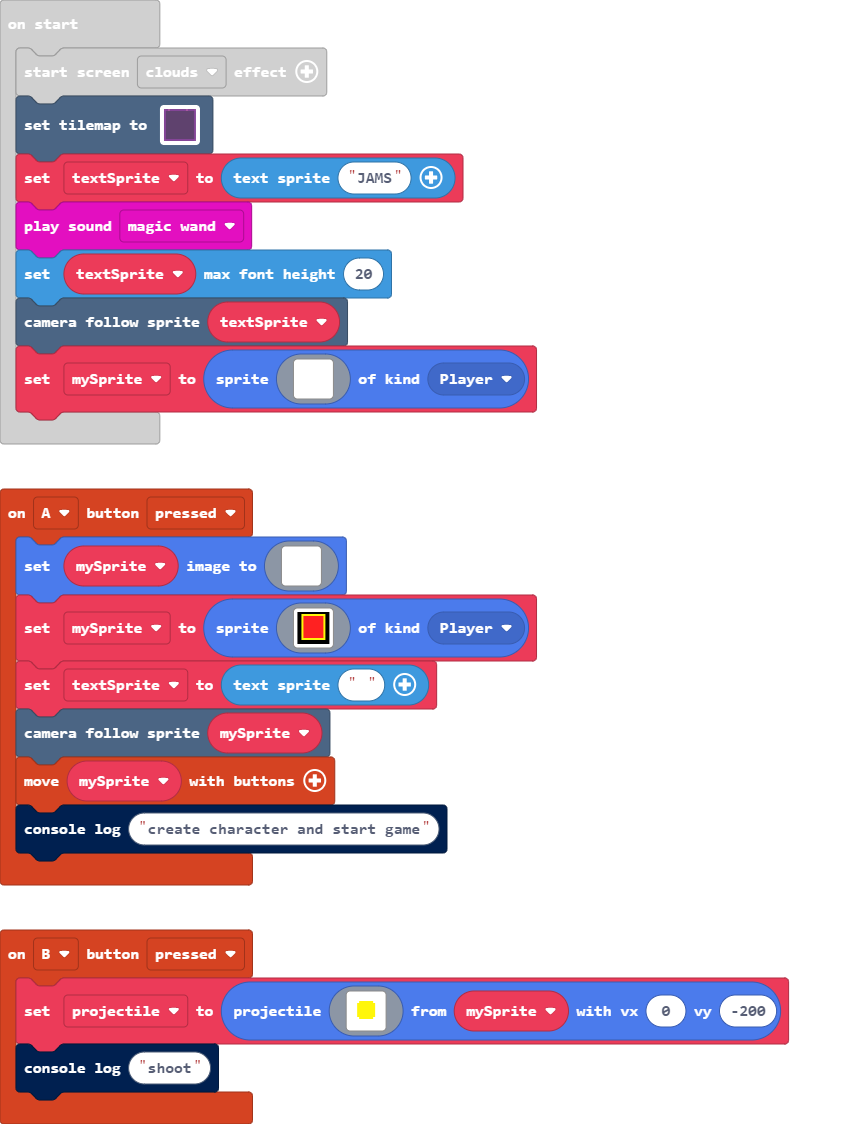 on start
start screen clouds effect
set tilemap to
set textSprite to text sprite "JAMS"
play sound magic wand
set textSprite max font height 20
camera follow sprite textSprite
set mySprite to sprite of kind Player
on A button pressed
set mySprite image to
set mySprite to sprite of kind Player
set textSprite to text sprite " "
camera follow sprite mySprite
move mySprite with buttons
console log "create character and start game"
on B button pressed
set projectile to projectile from mySprite with vx 0 vy -200
console log "shoot"